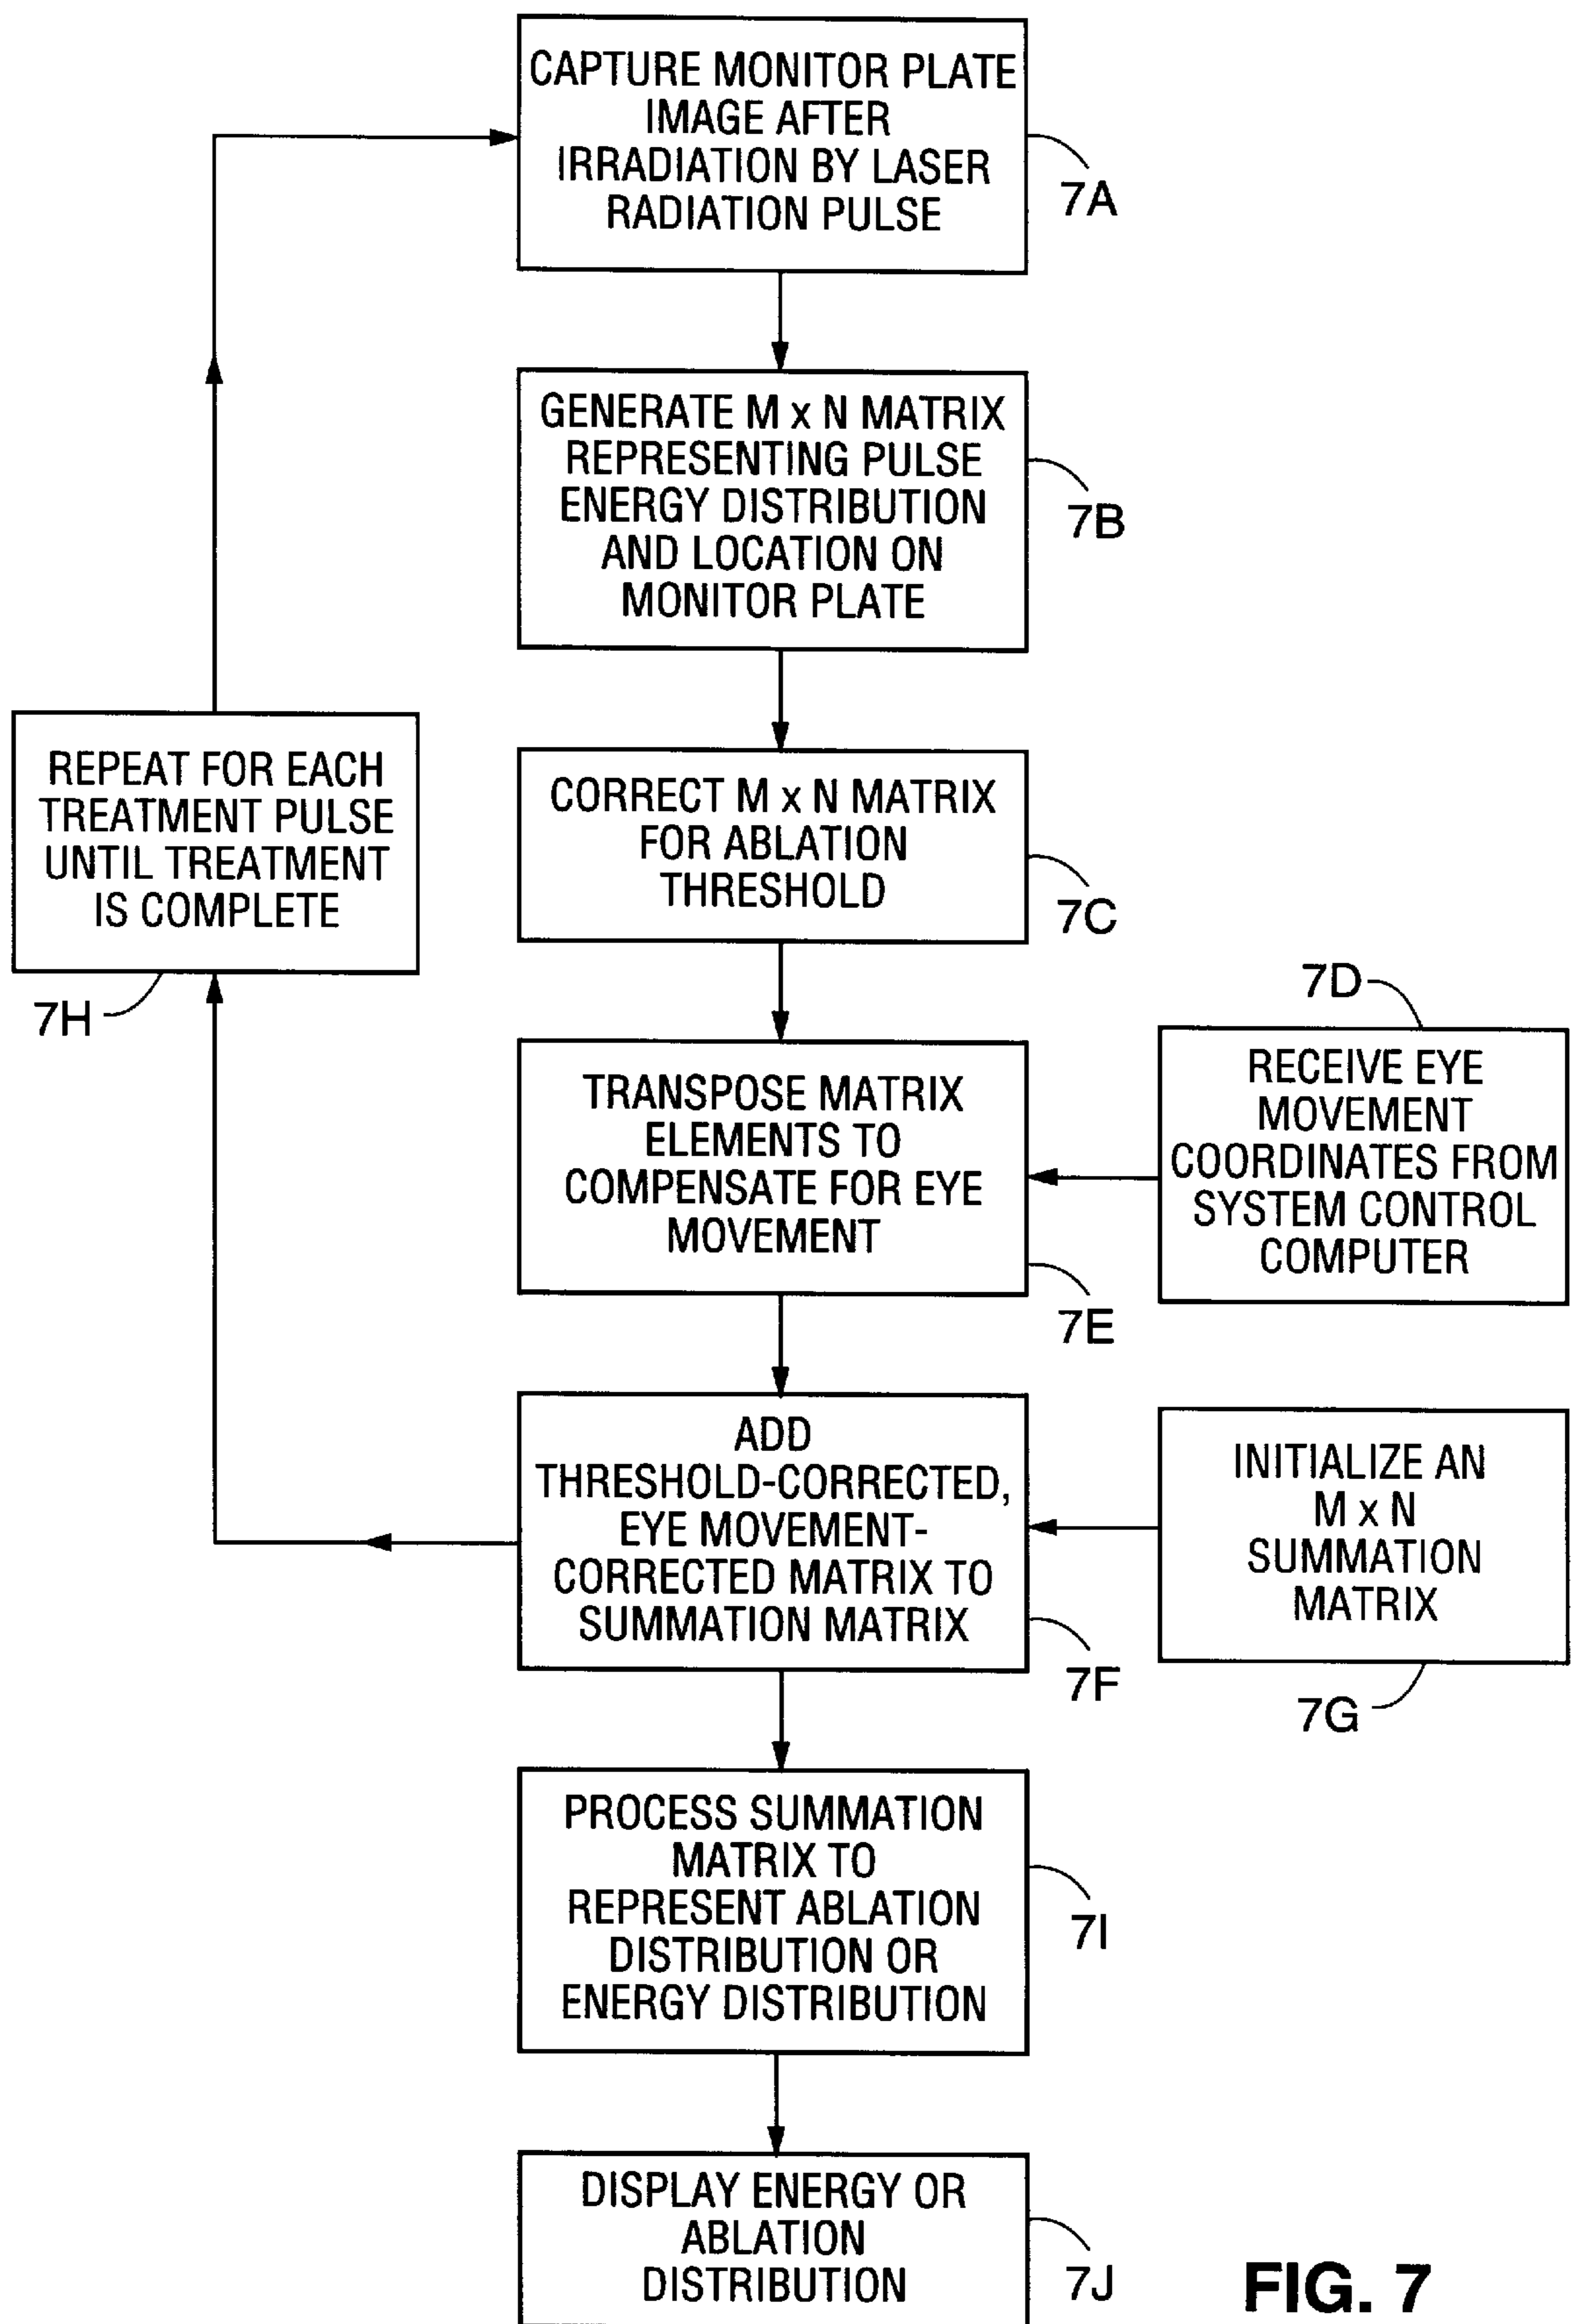 CAPTURE MONITOR PLATE
IMAGE AFTER
IRRADIATION BY LASER
RADIATION PULSE
7A
GENERATE M x N MATRIX
REPRESENTING PULSE
ENERGY DISTRIBUTION
AND LOCATION ON
MONITOR PLATE
7B
REPEAT FOR EACH
TREATMENT PULSE
UNTIL TREATMENT
IS COMPLETE
7H
CORRECT M x N MATRIX
FOR ABLATION
THRESHOLD
7C
7D
RECEIVE EYE
MOVEMENT
COORDINATES FROM
SYSTEM CONTROL
COMPUTER
TRANSPOSE MATRIX
ELEMENTS TO
COMPENSATE FOR EYE
MOVEMENT
7E
ADD
THRESHOLD-CORRECTED,
EYE MOVEMENT-
CORRECTED MATRIX TO
SUMMATION MATRIX
7F
INITIALIZE AN
M x N
SUMMATION
MATRIX
7G
PROCESS SUMMATION
MATRIX TO
REPRESENT ABLATION
DISTRIBUTION OR
ENERGY DISTRIBUTION
7I
DISPLAY ENERGY OR
ABLATION
DISTRIBUTION
7J
FIG. 7